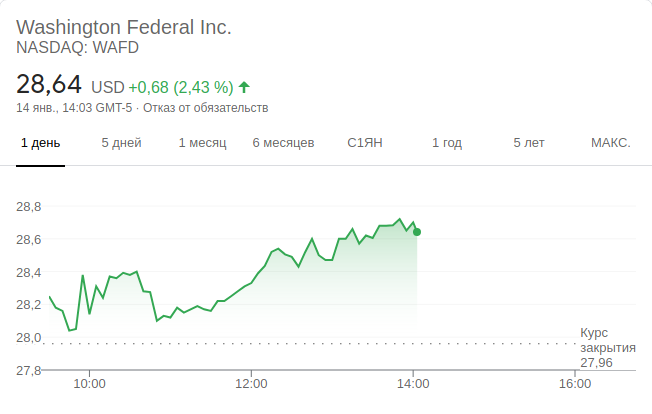 Washington Federal Inc.
NASDAQ: WAFD
28,64 USD +0,68 (2,43 %)
14 янв., 14:03 GMT-5 · Отказ от обязательств
1 день 5 дней 1 месяц 6 месяцев С1ЯН 1 год 5 лет МАКС.
28,8
28,6
28,4
28,2
28,0
Курс
закрытия
27,96
27,8
10:00 12:00 14:00 16:00